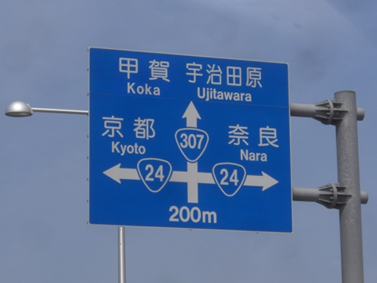 甲賀 宇治田原
Koka Ujitawara
京都 307 奈良
Kyoto Nara
24 24
200m